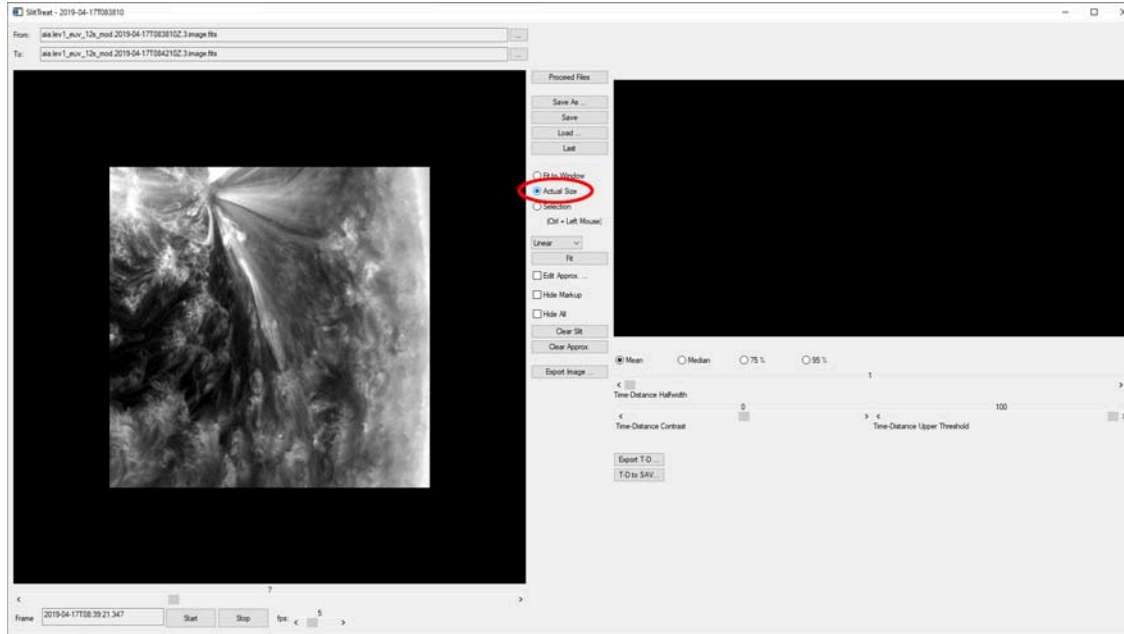 SlitTreat - 2019-04-17T083810
From: aia.lev1_euv_12s_mod.2019-04-17T083810Z.3.image.fits ...
To: aia.lev1_euv_12s_mod.2019-04-17T084210Z.3.image.fits ...
Proceed Files
Save As ...
Save
Load ...
Last
Fit to Window
Actual Size
Selection
(Ctrl + Left Mouse)
Linear
Fit
Edit Approx. ...
Hide Markup
Hide All
Clear Slit
Clear Approx.
Export Image ...
Mean Median 75 % 95 %
1
Time-Distance Halfwidth
0 100
Time-Distance Contrast Time-Distance Upper Threshold
Export T-D ...
T-D to SAV...
7
Frame 2019-04-17T08:39:21.347 Start Stop fps: 5